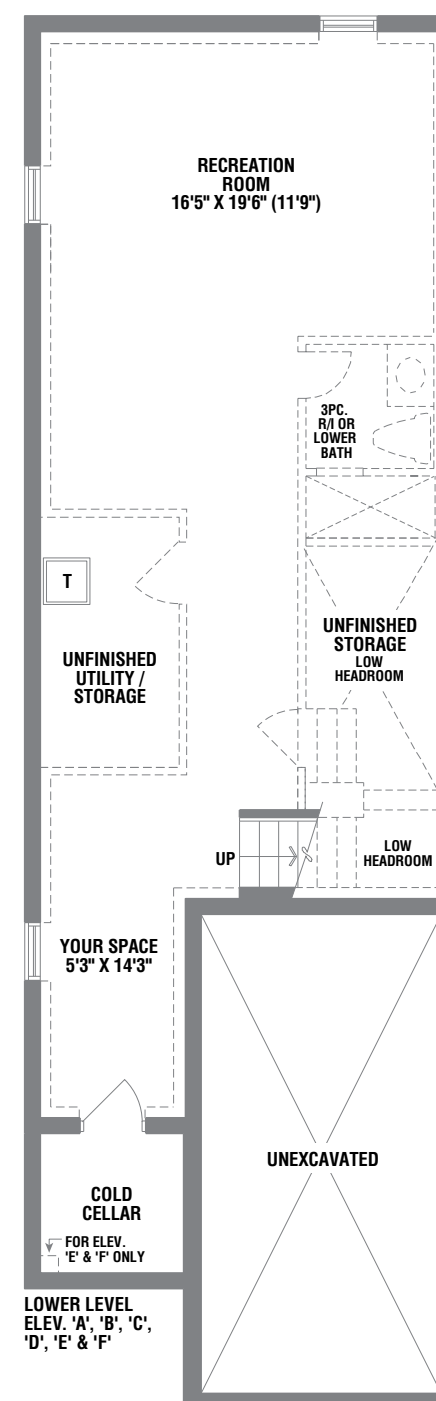 RECREATION
ROOM
16'5" X 19'6" (11'9")
3PC.
R/I OR
LOWER
BATH
T
UNFINISHED
UTILITY /
STORAGE
UNFINISHED
STORAGE
LOW
HEADROOM
UP
LOW
HEADROOM
YOUR SPACE
5'3" X 14'3"
UNEXCAVATED
COLD
CELLAR
FOR ELEV.
'E' & 'F' ONLY
LOWER LEVEL
ELEV. 'A', 'B', 'C',
'D', 'E' & 'F'